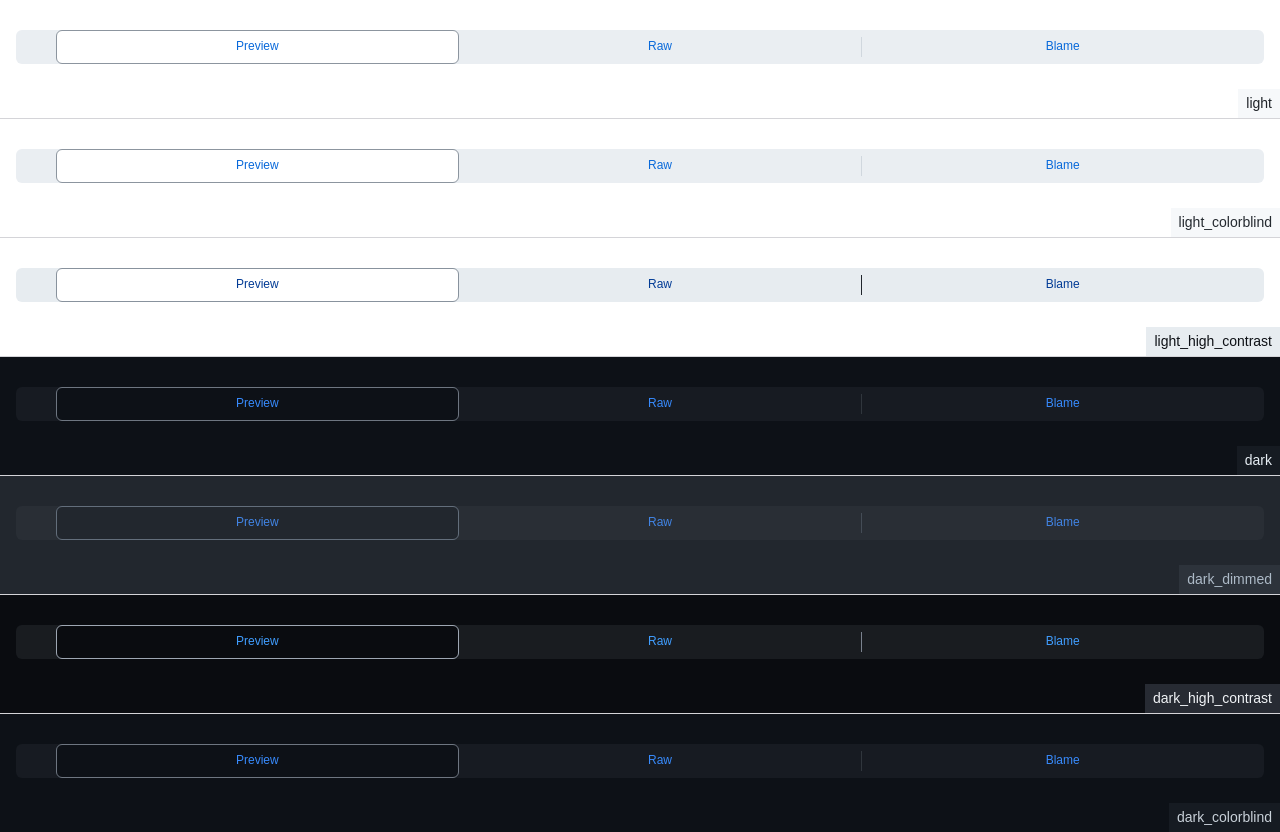 Preview Raw Blame
light
Preview Raw Blame
light_colorblind
Preview Raw Blame
light_high_contrast
Preview Raw Blame
dark
Preview Raw Blame
dark_dimmed
Preview Raw Blame
dark_high_contrast
Preview Raw Blame
dark_colorblind